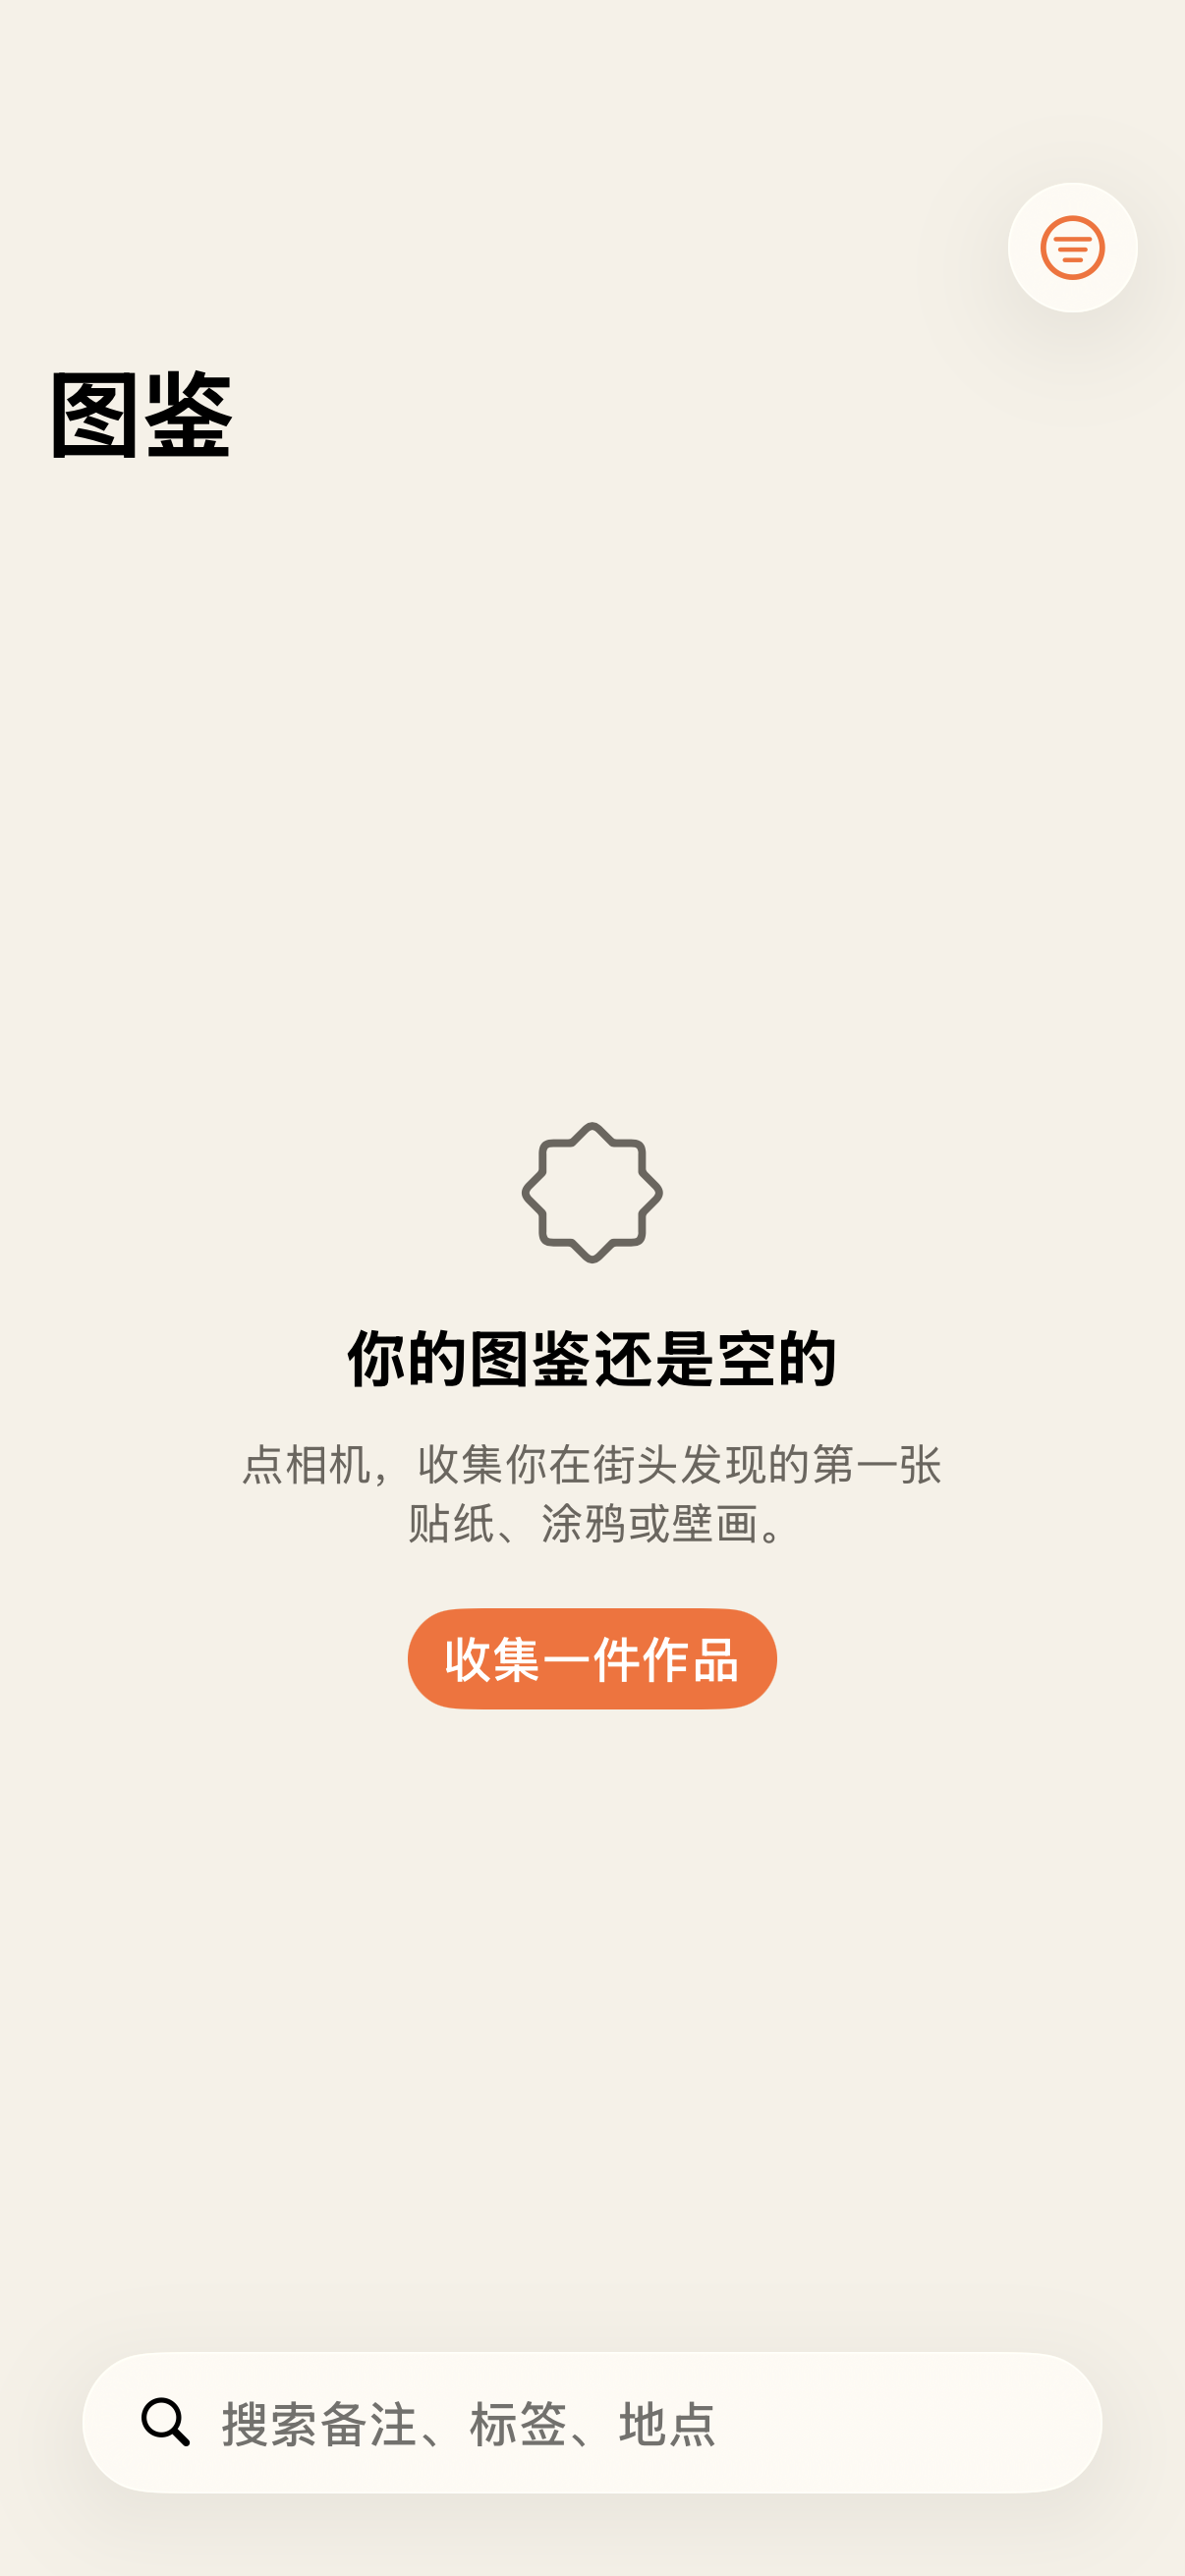 图鉴
你的图鉴还是空的
点相机，收集你在街头发现的第一张
贴纸、涂鸦或壁画。
收集一件作品
搜索备注、标签、地点